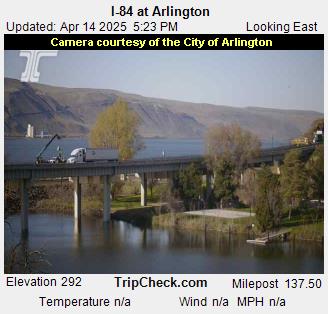 I-84 at Arlington
Updated: Apr 14 2025 5:23 PM Looking East
Camera courtesy of the City of Arlington
Elevation 292 TripCheck.com Milepost 137.50
Temperature n/a Wind n/a MPH n/a